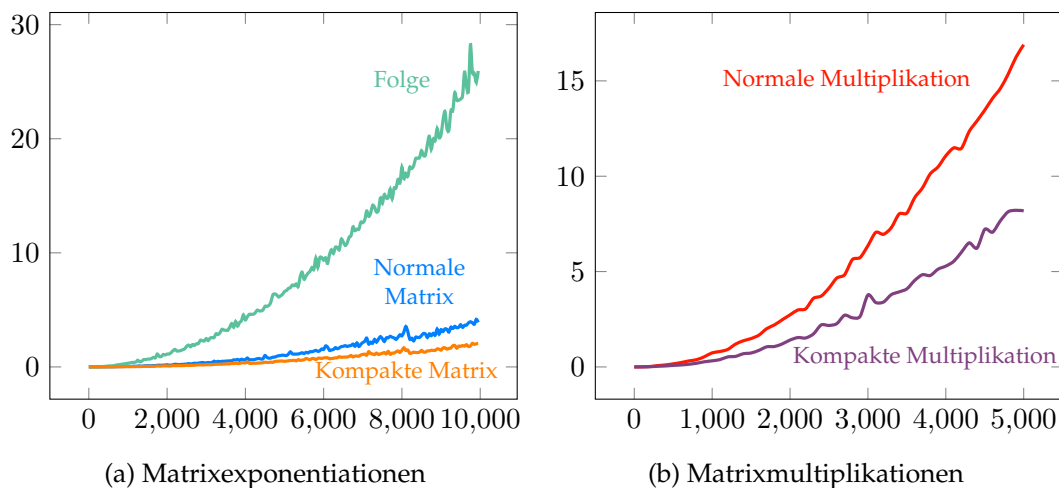 30
20
10
0
Folge
Normale
Matrix
Kompakte Matrix
0 2,000 4,000 6,000 8,000 10,000
(a) Matrixexponentiationen
15
10
5
0
Normale Multiplikation
Kompakte Multiplikation
0 1,000 2,000 3,000 4,000 5,000
(b) Matrixmultiplikationen